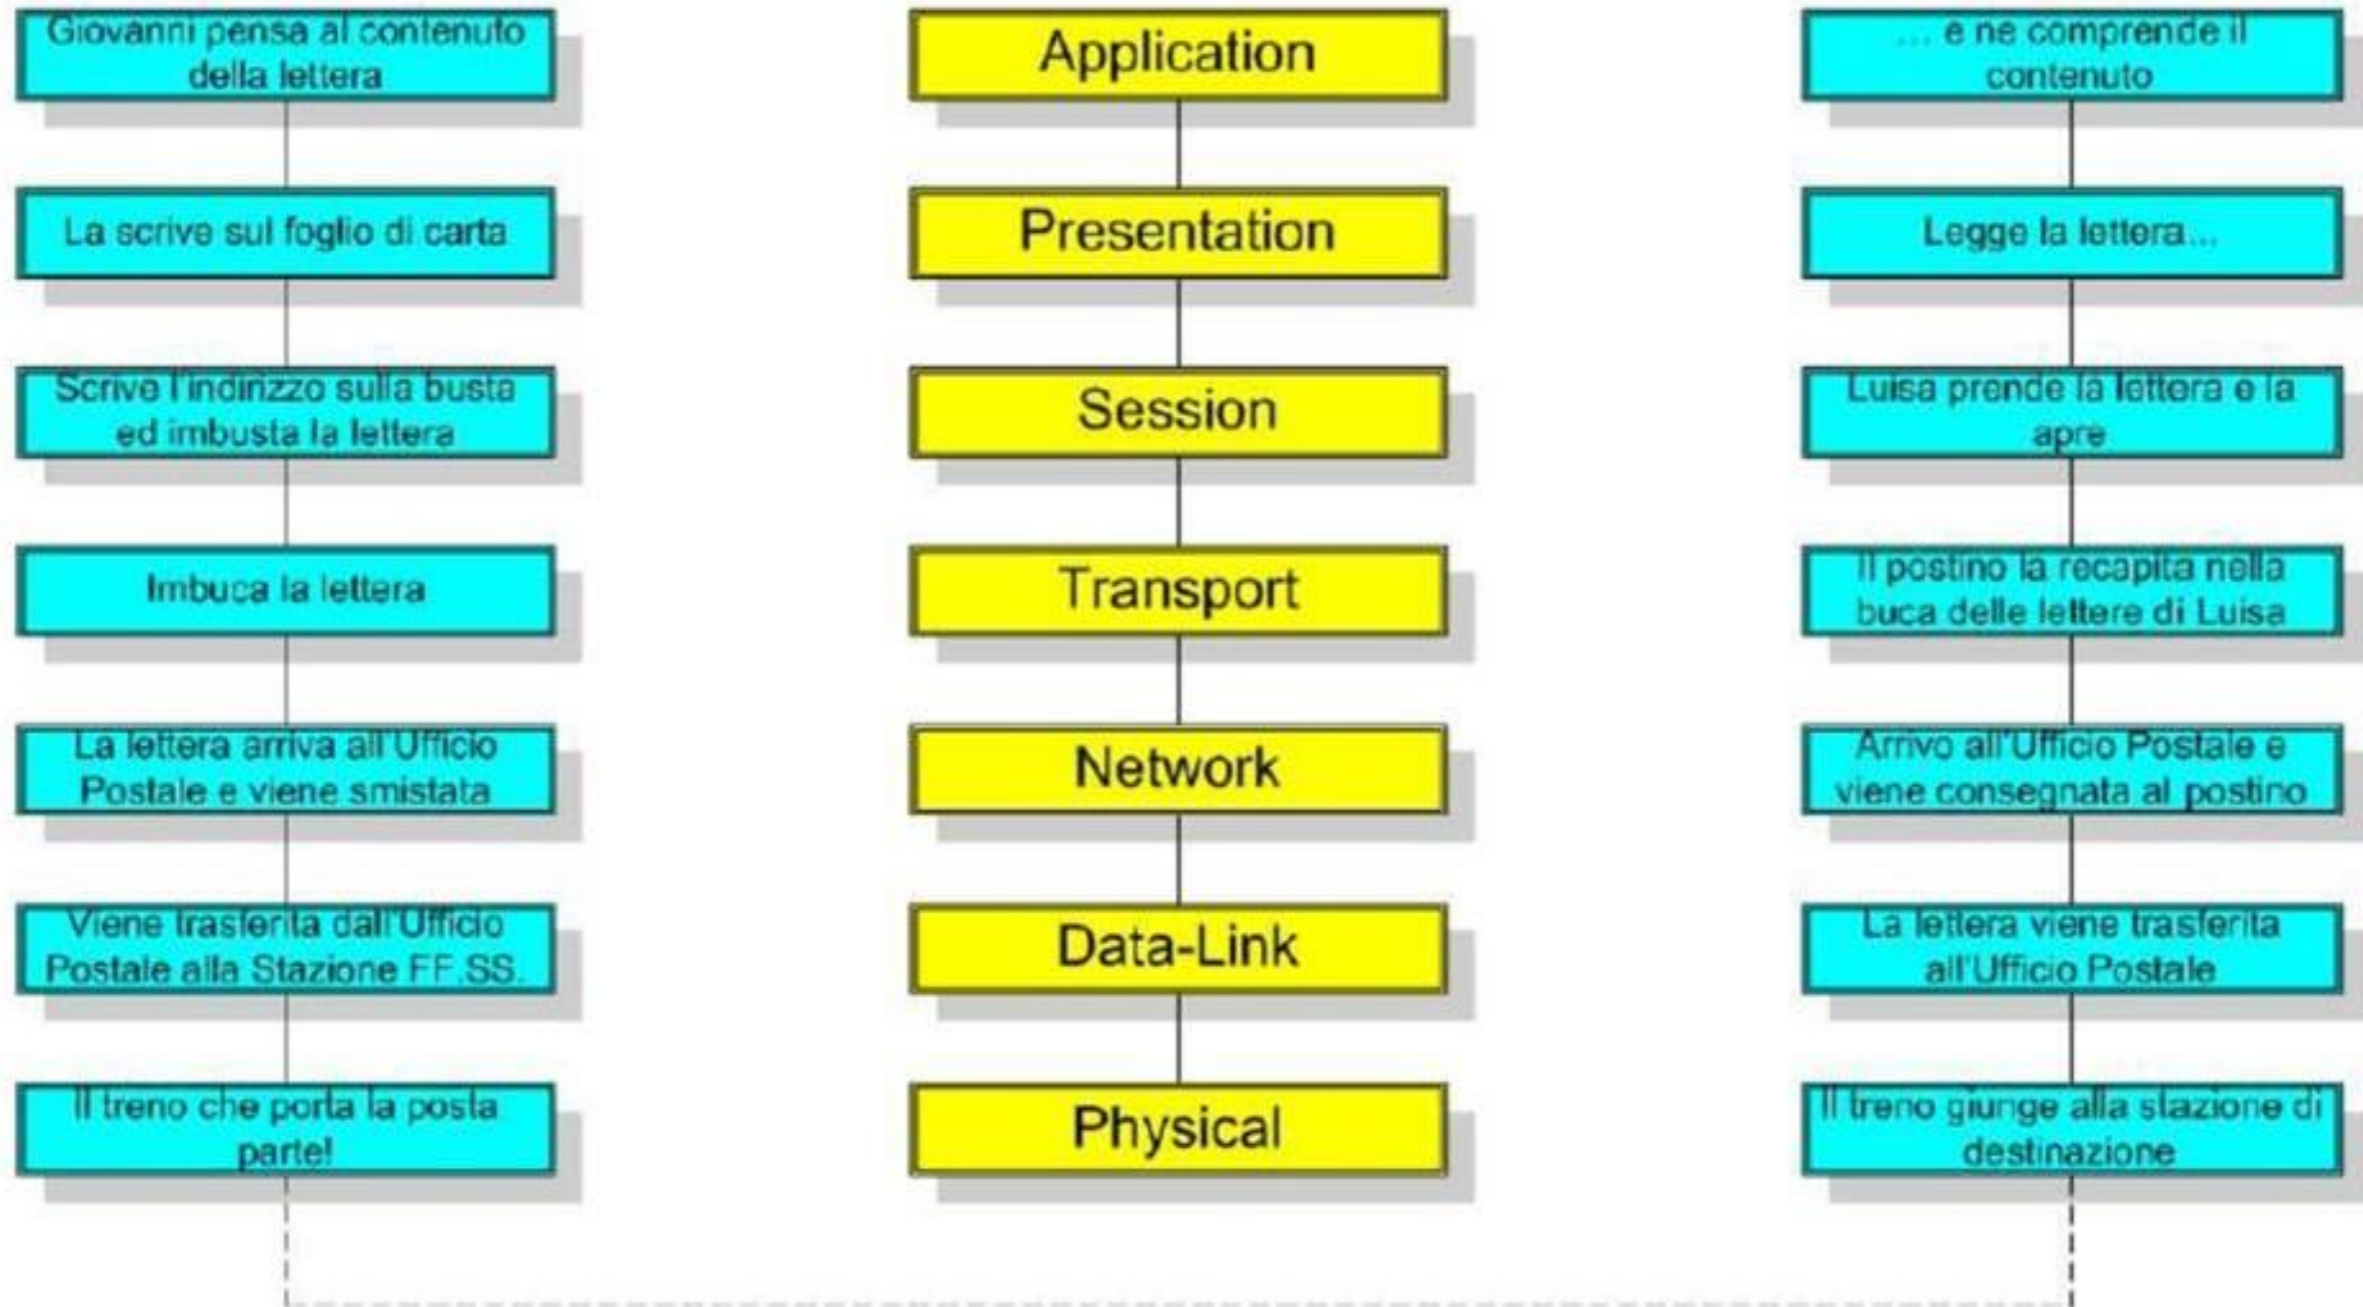 Giovanni pensa al contenuto
della lettera
La scrive sul foglio di carta
Scrive l'indirizzo sulla busta
ed imbusta la lettera
Imbuca la lettera
La lettera arriva all'Ufficio
Postale e viene smistata
Viene trasferita dall'Ufficio
Postale alla Stazione FF.SS.
Il treno che porta la posta
parte!
Application
Presentation
Session
Transport
Network
Data-Link
Physical
... e ne comprende il
contenuto
Legge la lettera...
Luisa prende la lettera e la
apre
Il postino la recapita nella
buca delle lettere di Luisa
Arrivo all'Ufficio Postale e
viene consegnata al postino
La lettera viene trasferita
all'Ufficio Postale
Il treno giunge alla stazione di
destinazione